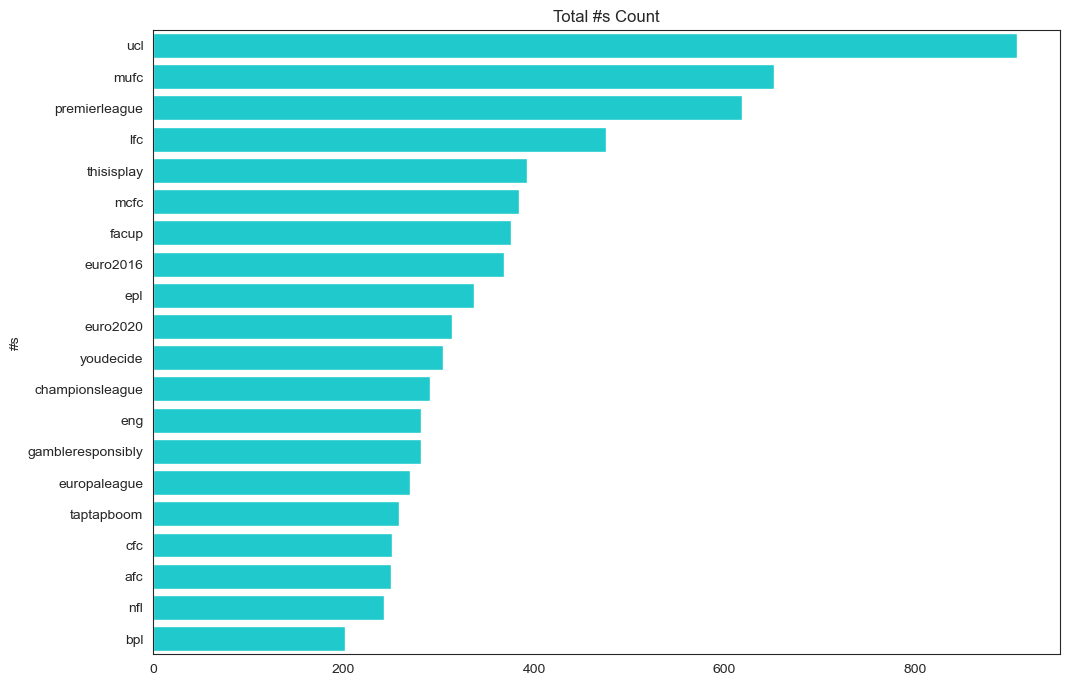 Total #s Count
ucl
mufc
premierleague
lfc
thisisplay
mcfc
facup
euro2016
epl
euro2020
youdecide
championsleague
eng
gambleresponsibly
europaleague
taptapboom
cfc
afc
nfl
bpl
#s
0 200 400 600 800